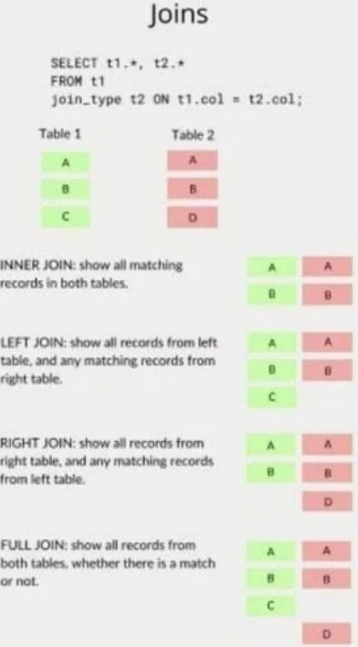 Joins
SELECT t1.*, t2.*
FROM t1
join_type t2 ON t1.col = t2.col;
Table 1 Table 2
A A
B B
C D
INNER JOIN: show all matching
records in both tables.
A A
B B
LEFT JOIN: show all records from left
table, and any matching records from
right table.
A A
B B
C
RIGHT JOIN: show all records from
right table, and any matching records
from left table.
A A
B B
D
FULL JOIN: show all records from
both tables, whether there is a match
or not.
A A
B B
C
D